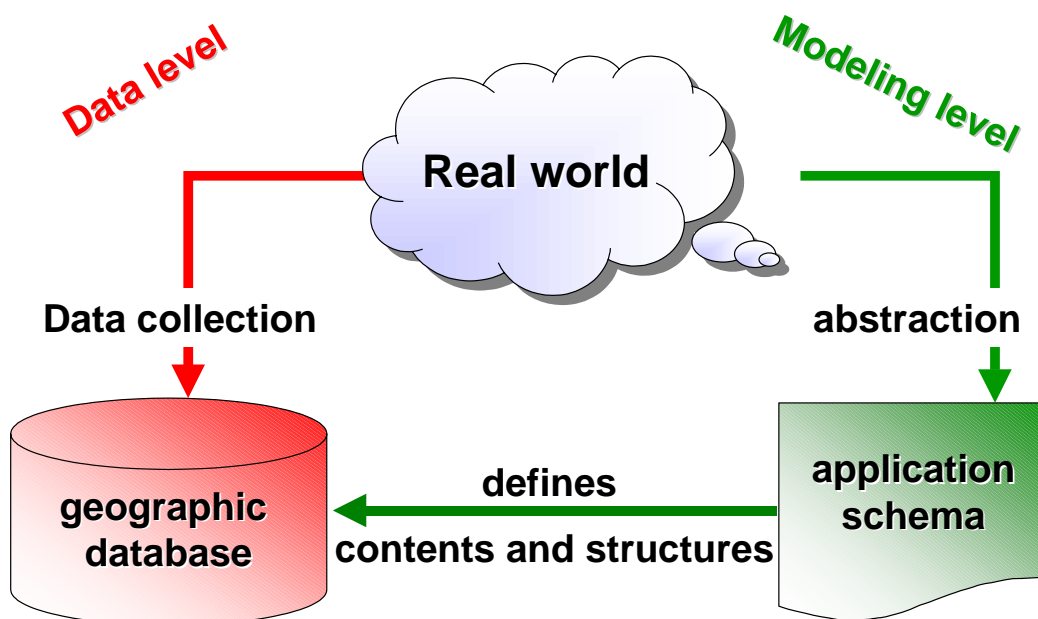 Data level
Modeling level
Real world
Data collection
abstraction
geographic
database
defines
contents and structures
application
schema